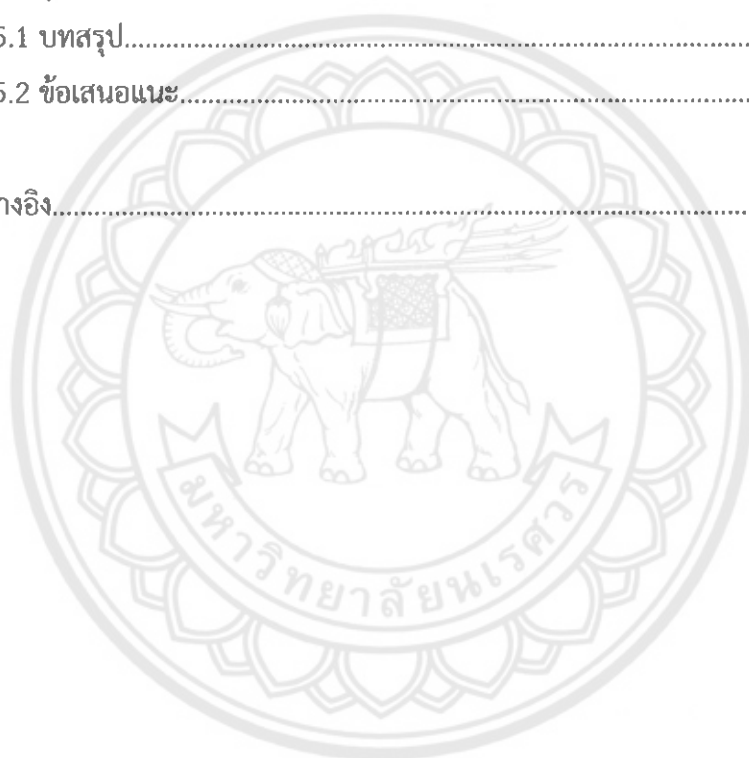 5.1 บทสรุป........................................................................
5.2 ข้อเสนอแนะ........................................................................
างอิง........................................................................
มหาวิทยาลัยนเรศวร